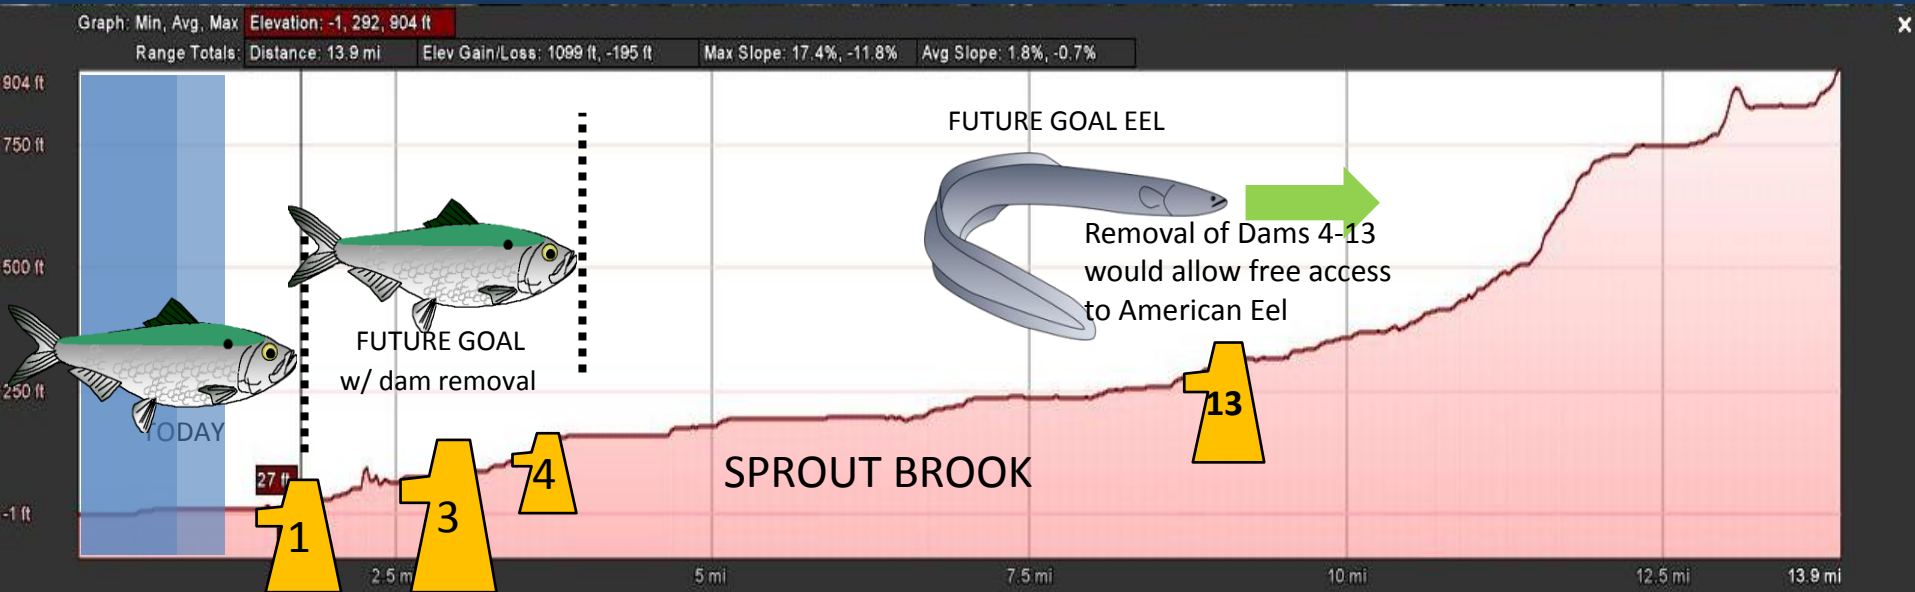 Graph: Min, Avg, Max Elevation: -1, 292, 904 ft
Range Totals: Distance: 13.9 mi Elev Gain/Loss: 1099 ft, -195 ft Max Slope: 17.4%, -11.8% Avg Slope: 1.8%, -0.7%
X
904 ft
750 ft
500 ft
250 ft
-1 ft
FUTURE GOAL EEL
Removal of Dams 4-13
would allow free access
to American Eel
FUTURE GOAL
w/ dam removal
TODAY
27 ft
1
3
4
13
SPROUT BROOK
2.5 m
5 mi
7.5 mi
10 mi
12.5 mi
13.9 mi